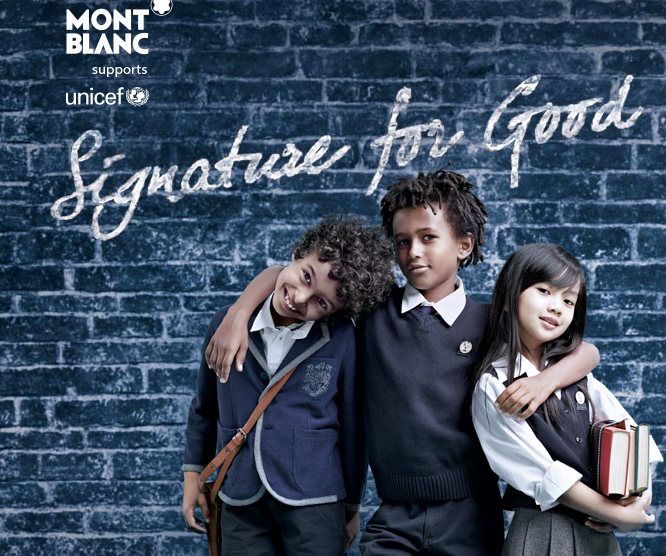 MONT
BLANC
supports
unicef
Signature for Good